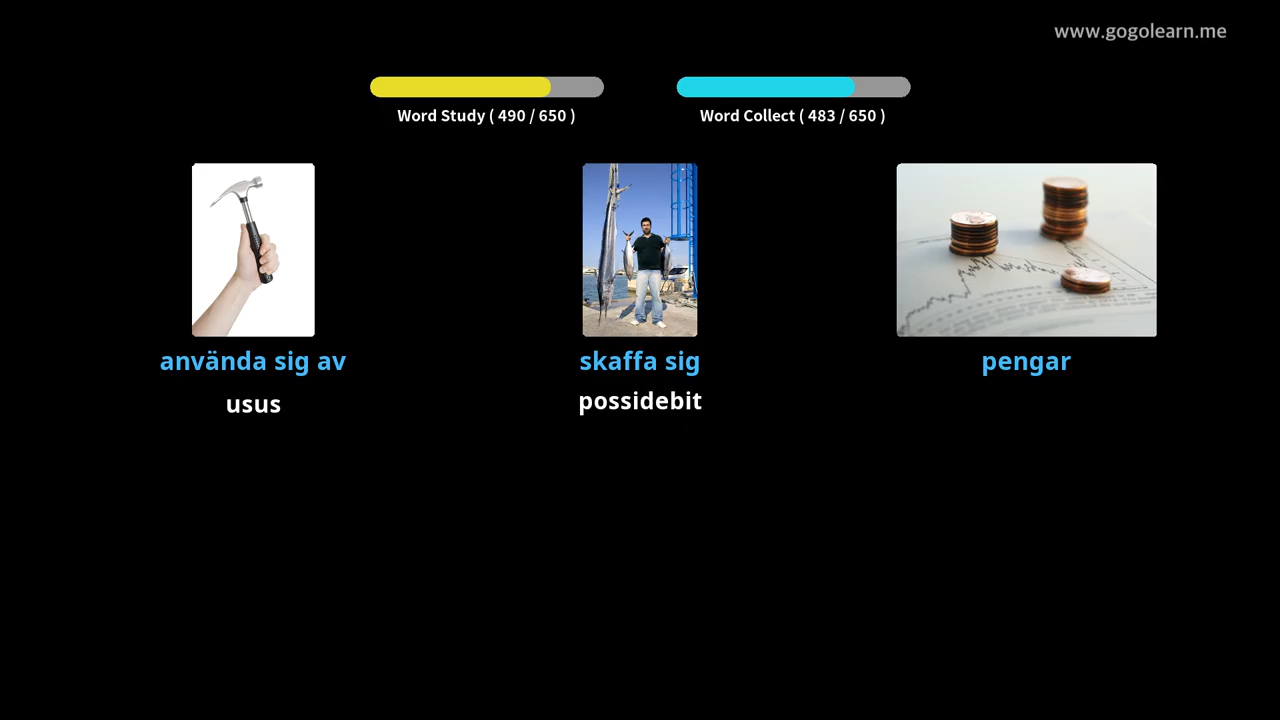 www.gogolearn.me
Word Study ( 490 / 650 )
Word Collect ( 483 / 650 )
använda sig av
skaffa sig
pengar
usus
possidebit